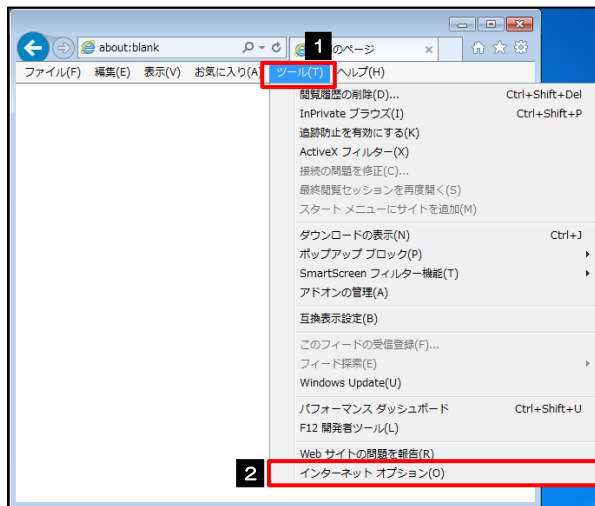 about:blank
1
のページ
ファイル(F) 編集(E) 表示(V) お気に入り(A) ツール(T) ヘルプ(H)
閲覧履歴の削除(D)... Ctrl+Shift+Del
InPrivate ブラウズ(I) Ctrl+Shift+P
追跡防止を有効にする(K)
ActiveX フィルター(X)
接続の問題を修正(C)...
最終閲覧セッションを再度開く(S)
スタート メニューにサイトを追加(M)
ダウンロードの表示(N) Ctrl+J
ポップアップ ブロック(P)
SmartScreen フィルター機能(T)
アドオンの管理(A)
互換表示設定(B)
このフィードの受信登録(F)...
フィード探索(E)
Windows Update(U)
パフォーマンス ダッシュボード Ctrl+Shift+U
F12 開発者ツール(L)
Web サイトの問題を報告(R)
2
インターネット オプション(O)